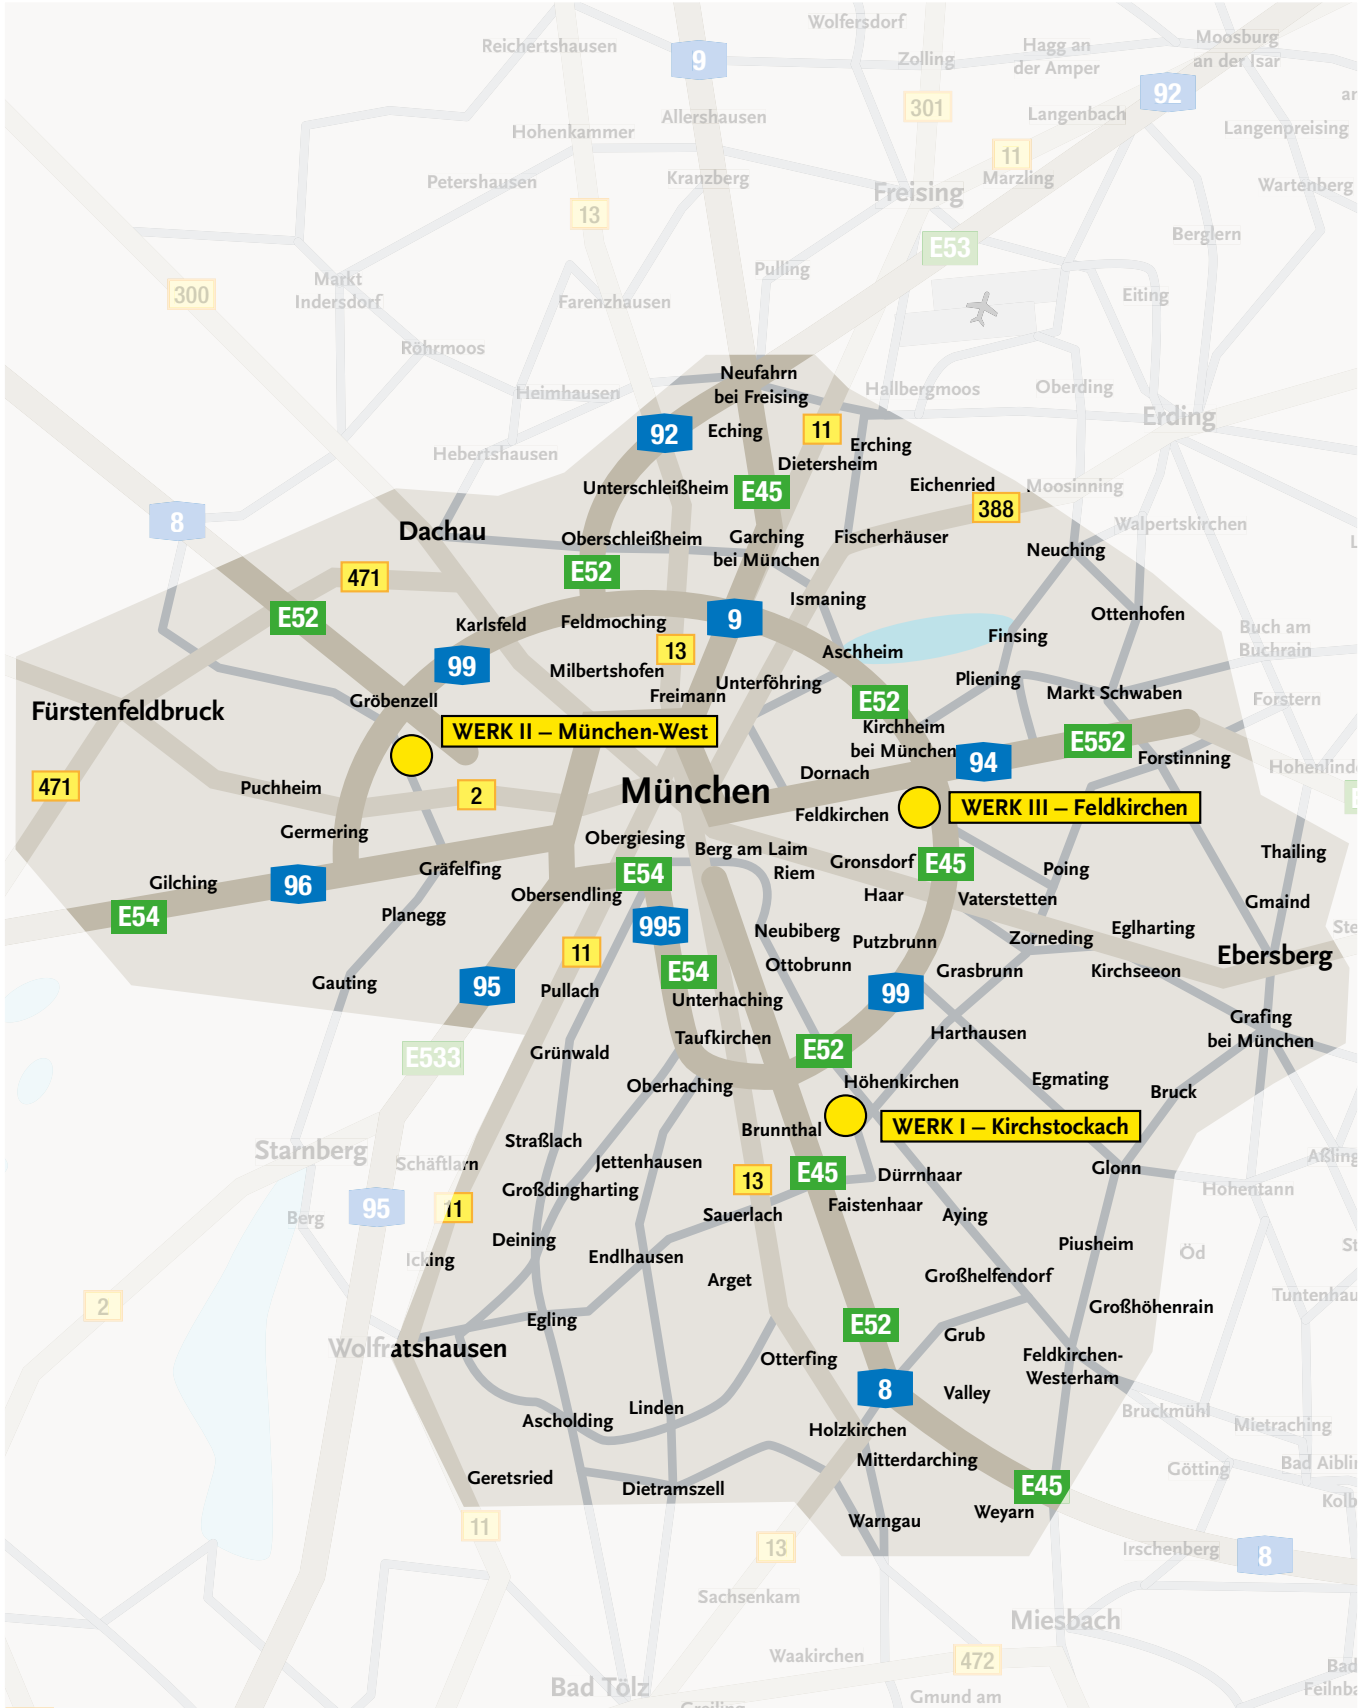 Wolfersdorf
Reichertshausen
9
Zolling
Hagg an
der Amper
Moosburg
an der Isar
92
301
Allershausen
Langenbach
Langenpreising
Hohenkammer
11
Petershausen
Kranzberg
Freising
Marzling
Wartenberg
13
E53
Berglern
Pulling
Markt
Indersdorf
300
Farenzhausen
Eiting
Röhrmoos
Neufahrn
bei Freising
Heimhausen
Hallbergmoos
Oberding
Erding
92
Eching
11
Erching
Hebertshausen
Dietersheim
Unterschleißheim
E45
Eichenried
Moosinning
388
8
Dachau
Walpertskirchen
Oberschleißheim
Garching
bei München
Fischerhäuser
Neuching
471
E52
Ismaning
Ottenhofen
E52
Karlsfeld
Feldmoching
9
Finsing
Buch am
Buchrain
13
Aschheim
99
Milbertshofen
Freimann
Unterföhring
Pliening
Markt Schwaben
Forstern
Gröbenzell
E52
Fürstenfeldbruck
WERK II – München-West
Kirchheim
bei München
E552
94
Forstinning
Dornach
471
Puchheim
2
München
WERK III – Feldkirchen
Feldkirchen
Germering
Obergiesing
Berg am Laim
Riem
Gronsdorf
E45
Poing
Thailing
Gilching
96
Gräfelfing
Obersendling
E54
Haar
Vaterstetten
Gmaind
E54
Planegg
995
Neubiberg
Putzbrunn
Zorneding
Eglharting
11
Ottobrunn
Grasbrunn
Kirchseeon
Ebersberg
Gauting
95
Pullach
E54
Unterhaching
99
Grafing
bei München
Taufkirchen
E52
Harthausen
E533
Grünwald
Oberhaching
Höhenkirchen
Egmating
Bruck
Brunnthal
WERK I – Kirchstockach
Starnberg
Schäftlarn
Straßlach
Jettenhausen
13
E45
Dürrnhaar
Glonn
Aßling
Hohentann
Großdingharting
95
11
Berg
Sauerlach
Faistenhaar
Aying
Deining
Piusheim
Öd
Icking
Endlhausen
Arget
Großhelfendorf
2
Großhöhenrain
Egling
E52
Grub
Wolfratshausen
Otterfing
Feldkirchen-
Westerham
8
Valley
Linden
Ascholding
Holzkirchen
Bruckmühl
Mietraching
Mitterdarching
Götting
Geretsried
Dietramszell
E45
Weyarn
11
Warngau
13
Irschenberg
8
Sachsenkam
Miesbach
Waakirchen
472
Bad Tölz
Gmund am